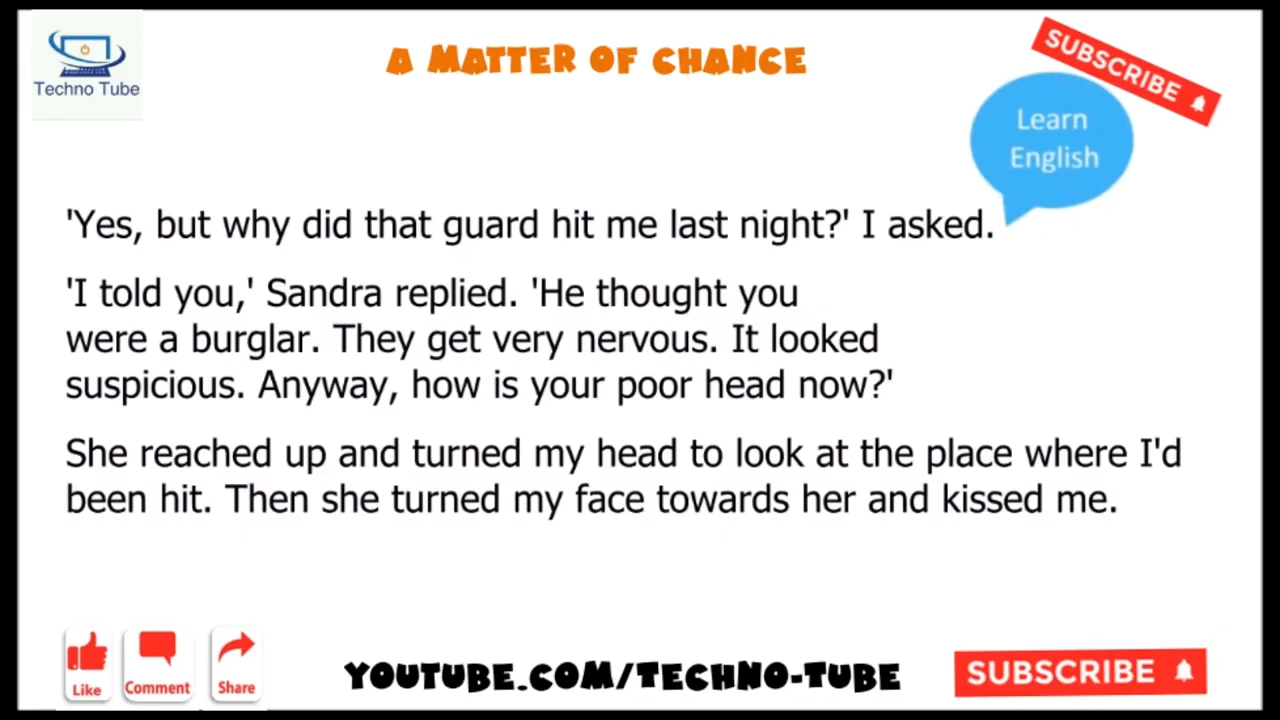 A MATTER OF CHANCE
SUBSCRIBE
Techno Tube
Learn
English
'Yes, but why did that guard hit me last night?' I asked.
'I told you,' Sandra replied. 'He thought you
were a burglar. They get very nervous. It looked
suspicious. Anyway, how is your poor head now?'
She reached up and turned my head to look at the place where I'd
been hit. Then she turned my face towards her and kissed me.
Like
Comment
Share
YOUTUBE.COM/TECHNO-TUBE
SUBSCRIBE